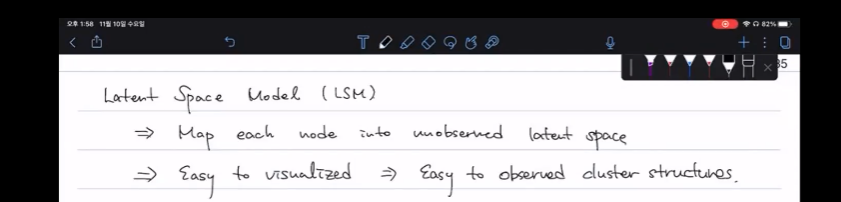 오후 1:58 11월 10일 수요일
82%
35
Latent Space Model (LSM)
⇒ Map each node into unobserved latent space
⇒ Easy to visualized ⇒ Easy to observed cluster structures.